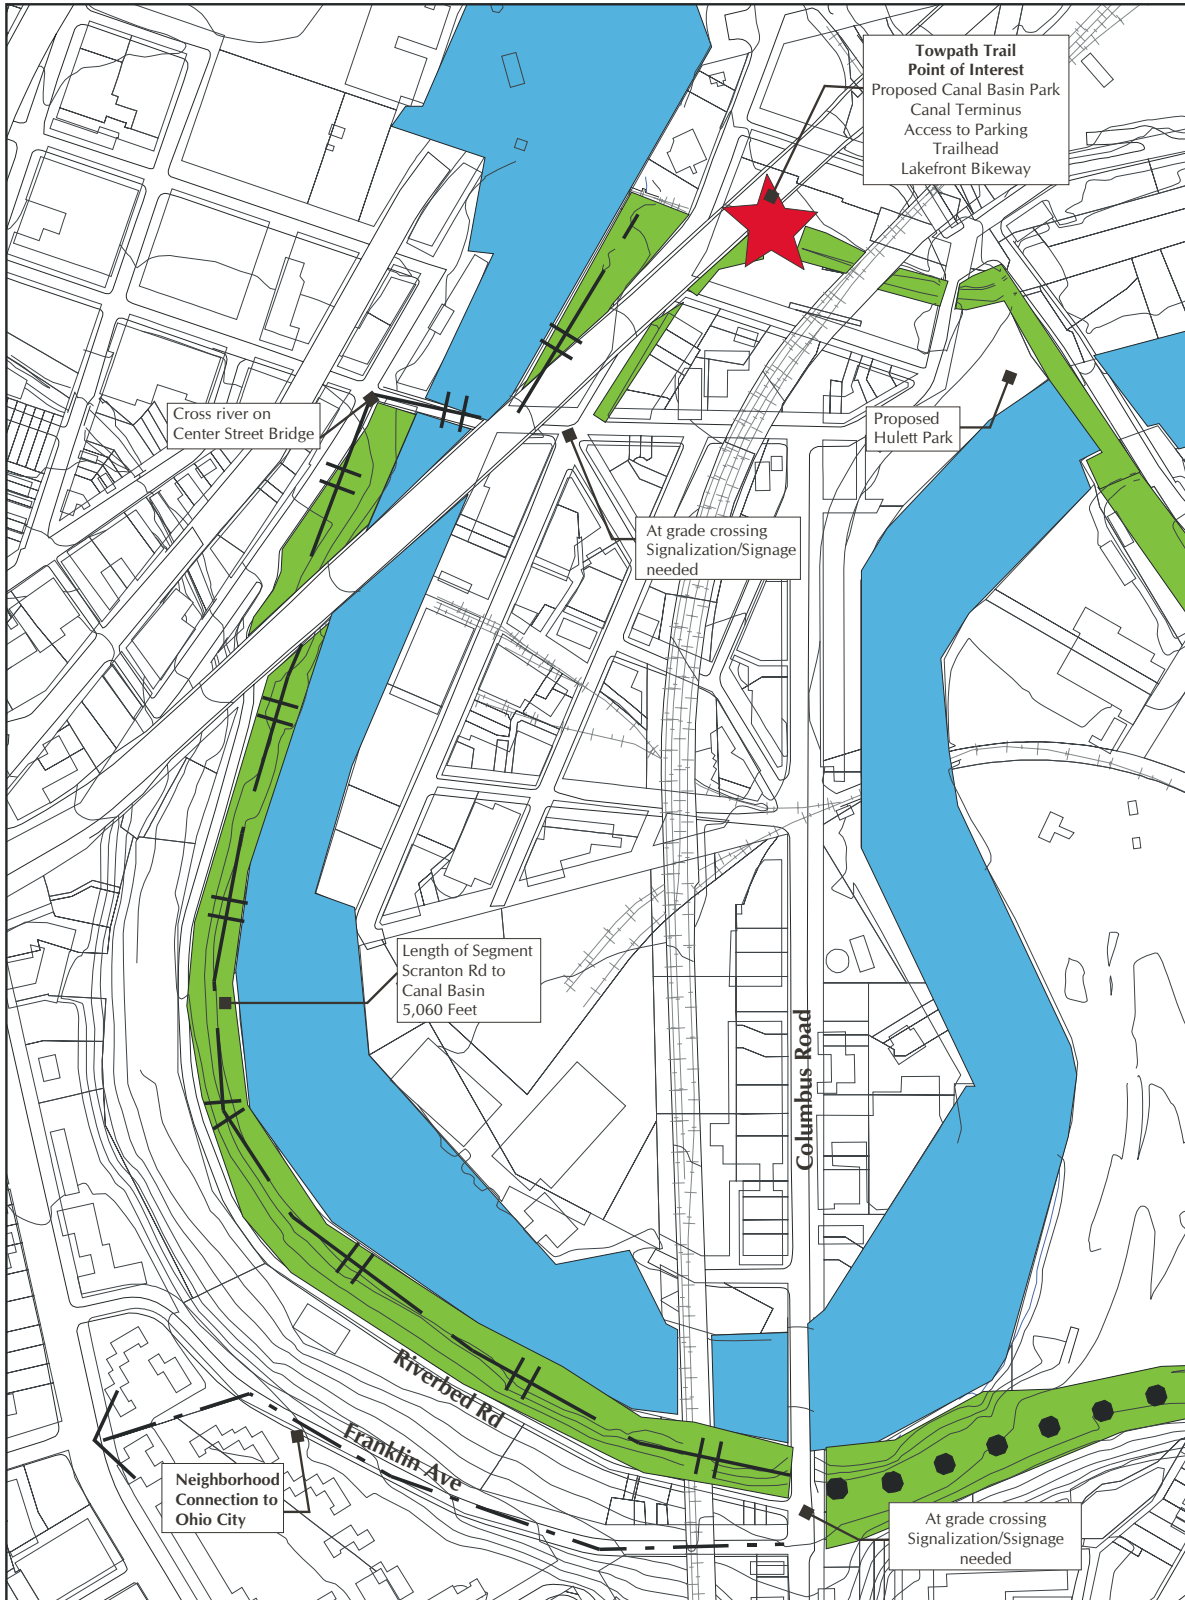 Towpath Trail
Point of Interest
Proposed Canal Basin Park
Canal Terminus
Access to Parking
Trailhead
Lakefront Bikeway
Cross river on
Center Street Bridge
Proposed
Hulett Park
At grade crossing
Signalization/Signage
needed
Length of Segment
Scranton Rd to
Canal Basin
5,060 Feet
Columbus Road
Riverbed Rd
Franklin Ave
Neighborhood
Connection to
Ohio City
At grade crossing
Signalization/Ssignage
needed